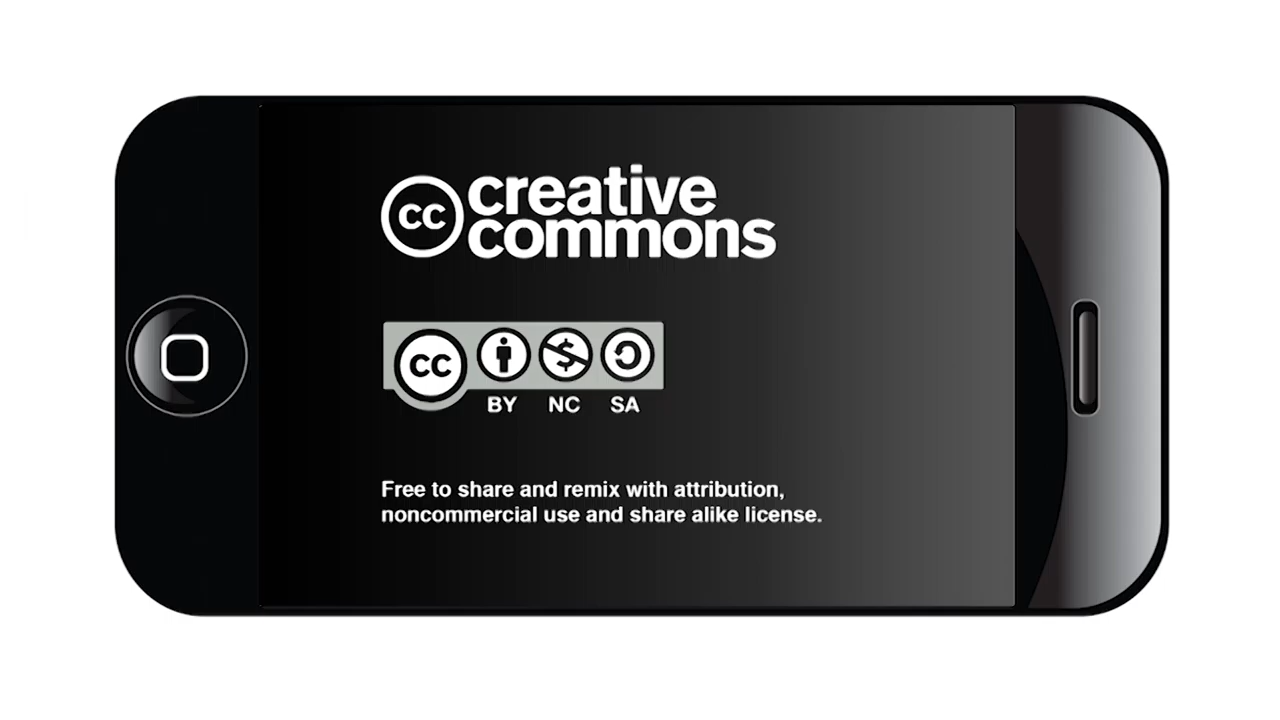 cc creative
commons
cc
BY NC SA
Free to share and remix with attribution,
noncommercial use and share alike license.